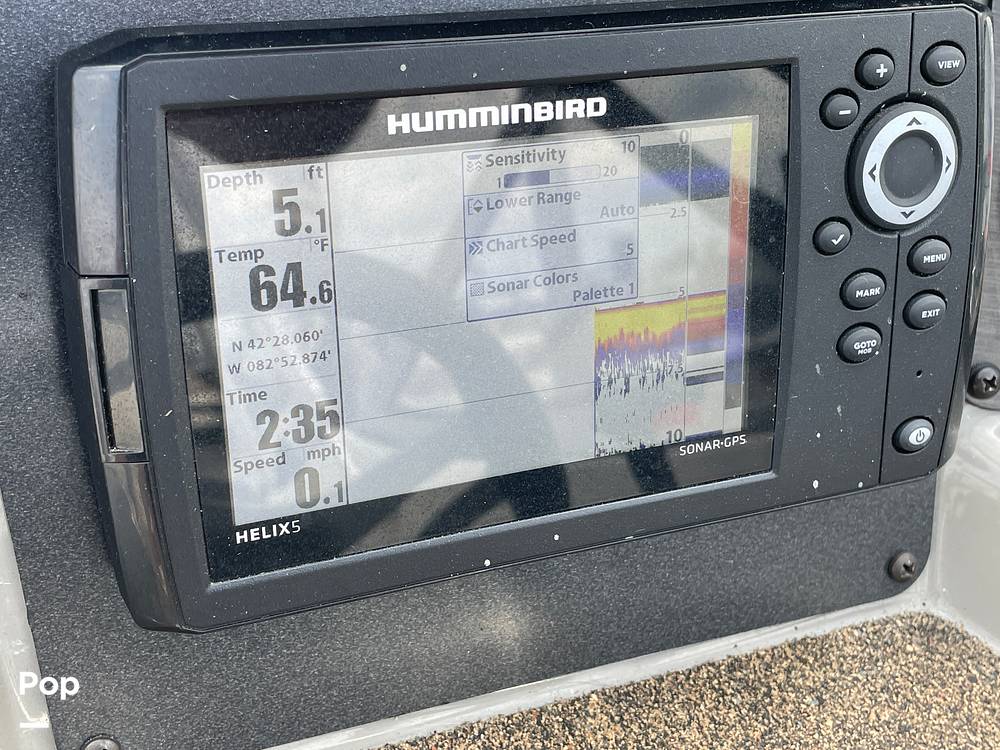 HUMMINBIRD
Depth ft
5.1
Temp °F
64.6
N 42°28.060'
W 082°52.874'
Time
2:35
Speed mph
0.1
Sensitivity 10
1 20
Lower Range
Auto
Chart Speed
5
Sonar Colors
Palette 1
0
2.5
5
7.5
10
SONAR·GPS
HELIX5
+
-
VIEW
MENU
MARK
EXIT
GOTO
MOB
Pop